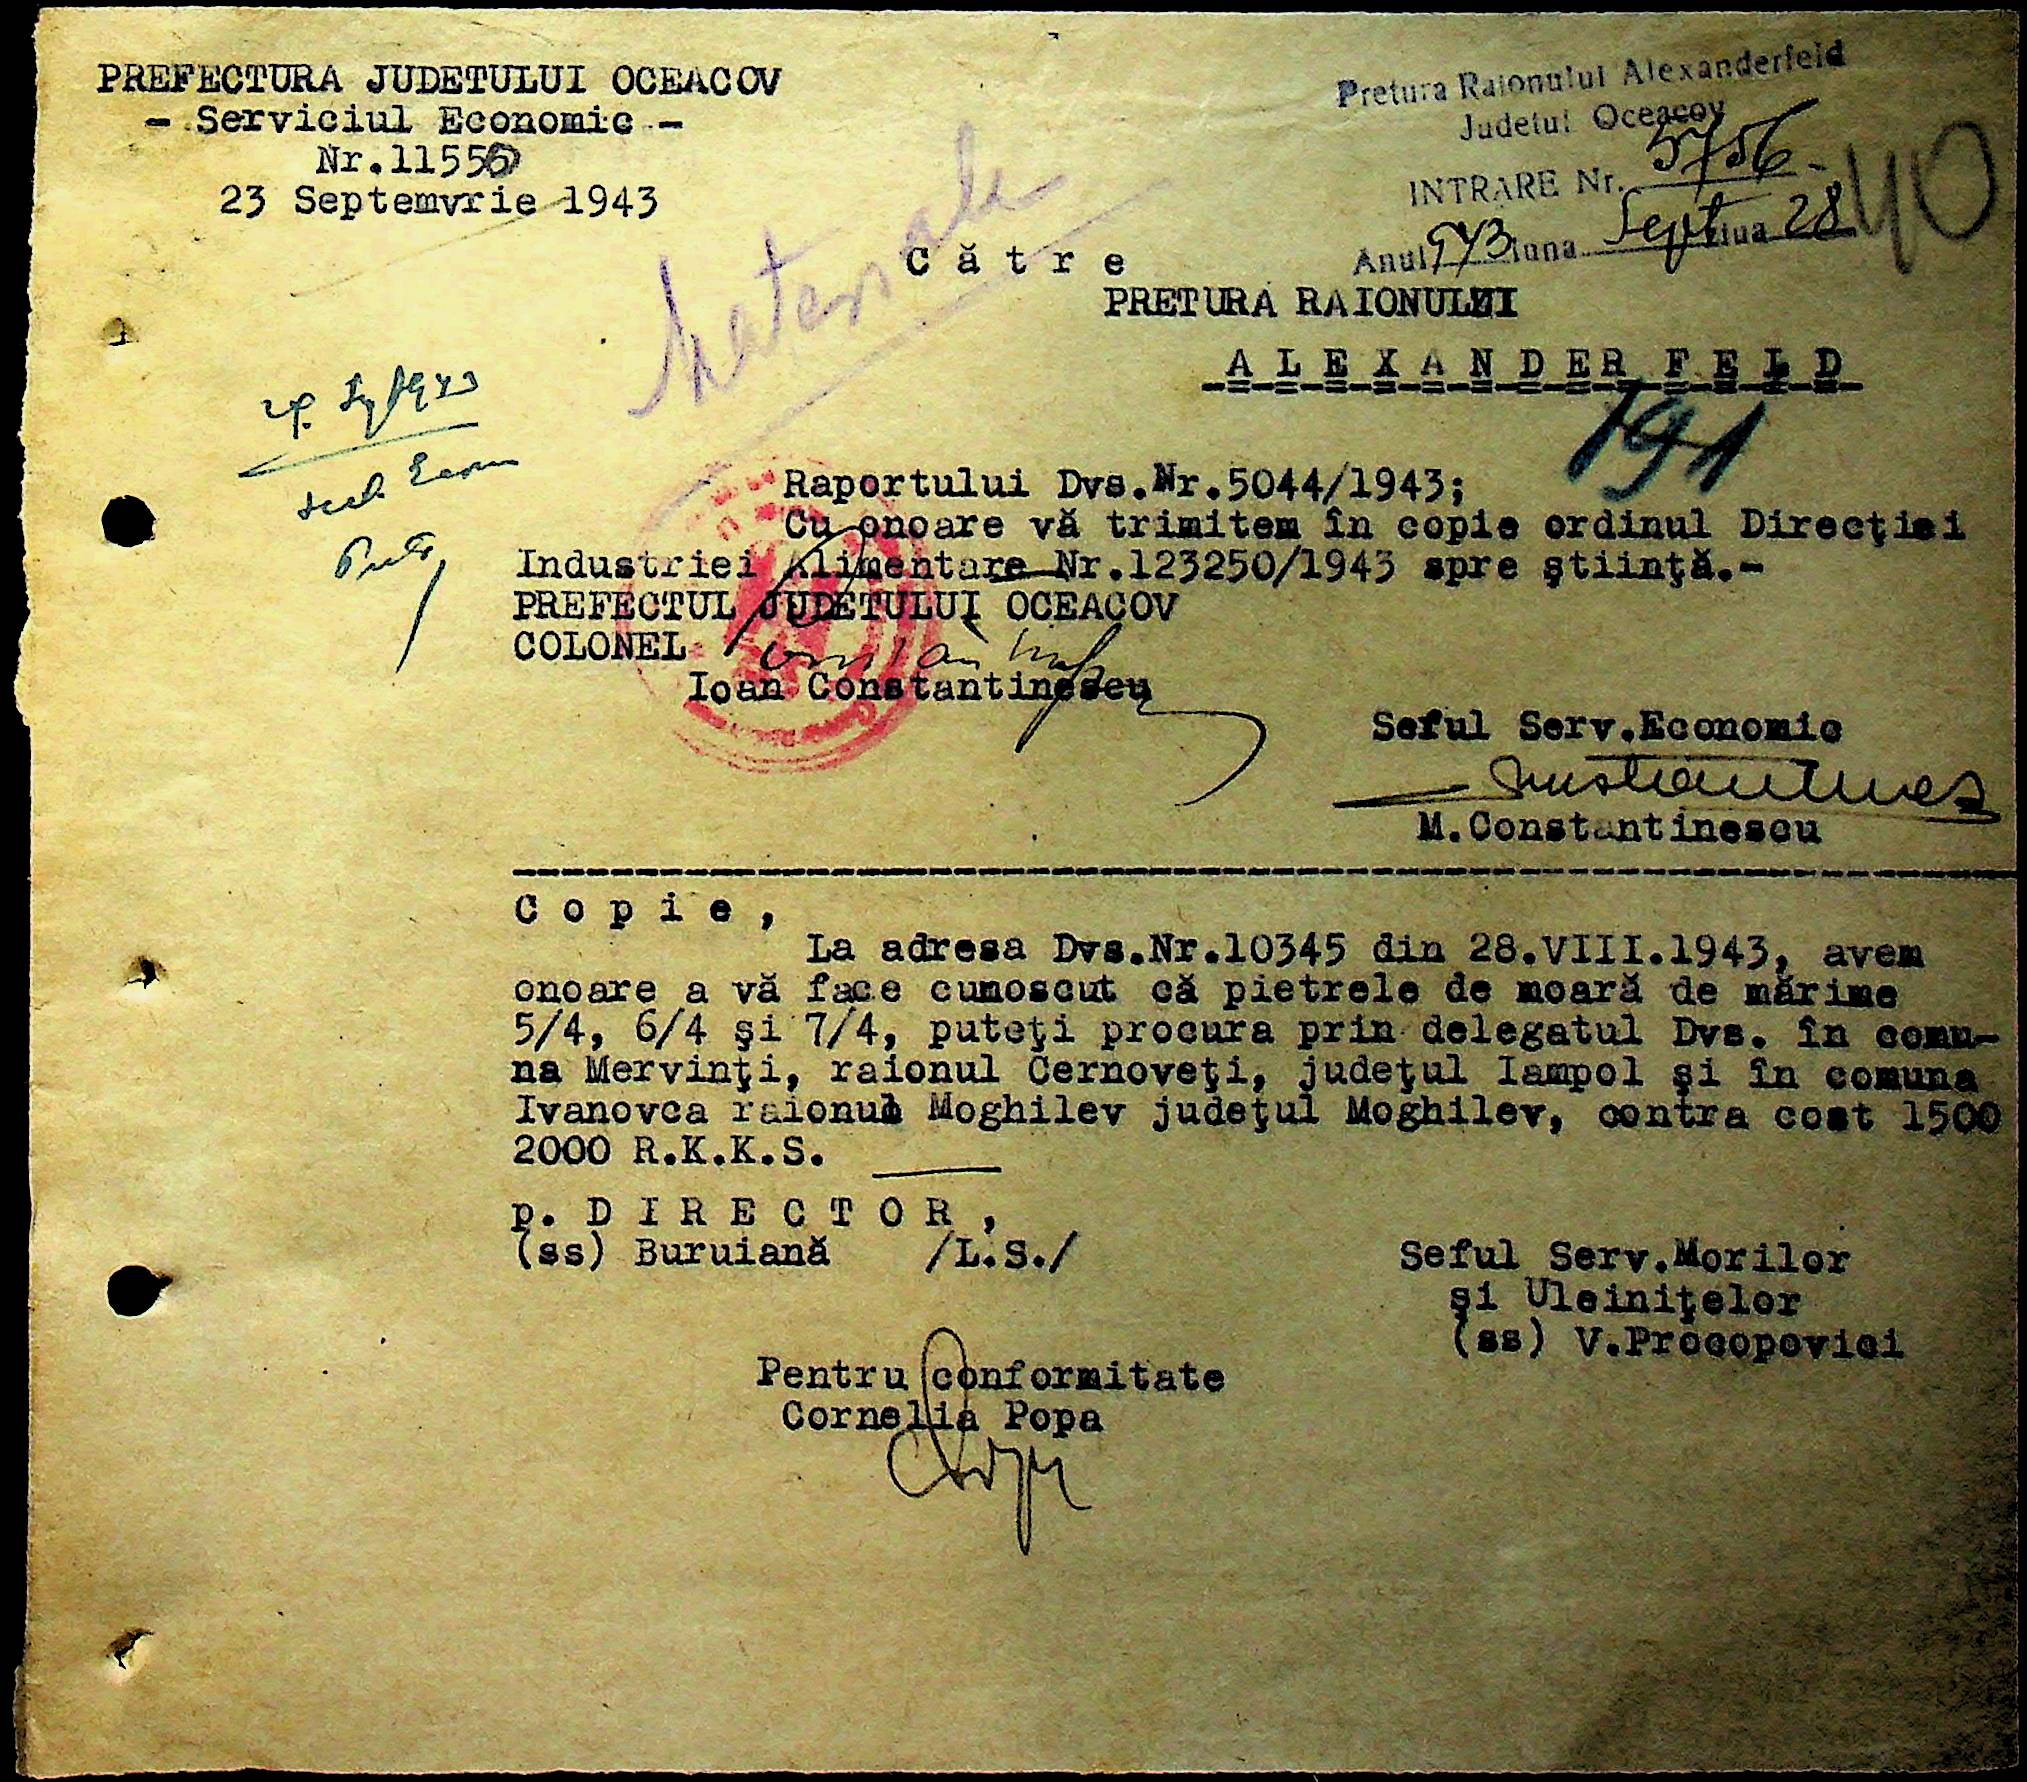 PREFECTURA JUDETULUI OCEACOV
- Serviciul Economic -
Nr.11550
23 Septemvrie 1943
Pretura Raionului Alexanderfeld
Judetul Oceacov
INTRARE Nr. 5756
Anul 943 luna Sept ziua 28
40
Către
PRETURA RAIONULUI
ALEXANDERFELD
191
Raportului Dvs.Nr.5044/1943;
Cu onoare vă trimitem în copie ordinul Direcţiei
Industriei Alimentare Nr.123250/1943 spre ştiinţă.-
PREFECTUL JUDETULUI OCEACOV
COLONEL
Ioan Constantinescu
Seful Serv.Economic
M.Constantinescu
Copie,
La adresa Dvs.Nr.10345 din 28.VIII.1943, avem
onoare a vă face cunoscut că pietrele de moară de mărime
5/4, 6/4 şi 7/4, puteţi procura prin delegatul Dvs. în comu-
na Mervinţi, raionul Cernoveţi, judeţul Iampol şi în comuna
Ivanovca raionul Moghilev judeţul Moghilev, contra cost 1500
2000 R.K.K.S.
p. DIRECTOR,
(ss) Buruiană /L.S./
Seful Serv.Morilor
şi Uleiniţelor
(ss) V.Procopovici
Pentru conformitate
Cornelia Popa